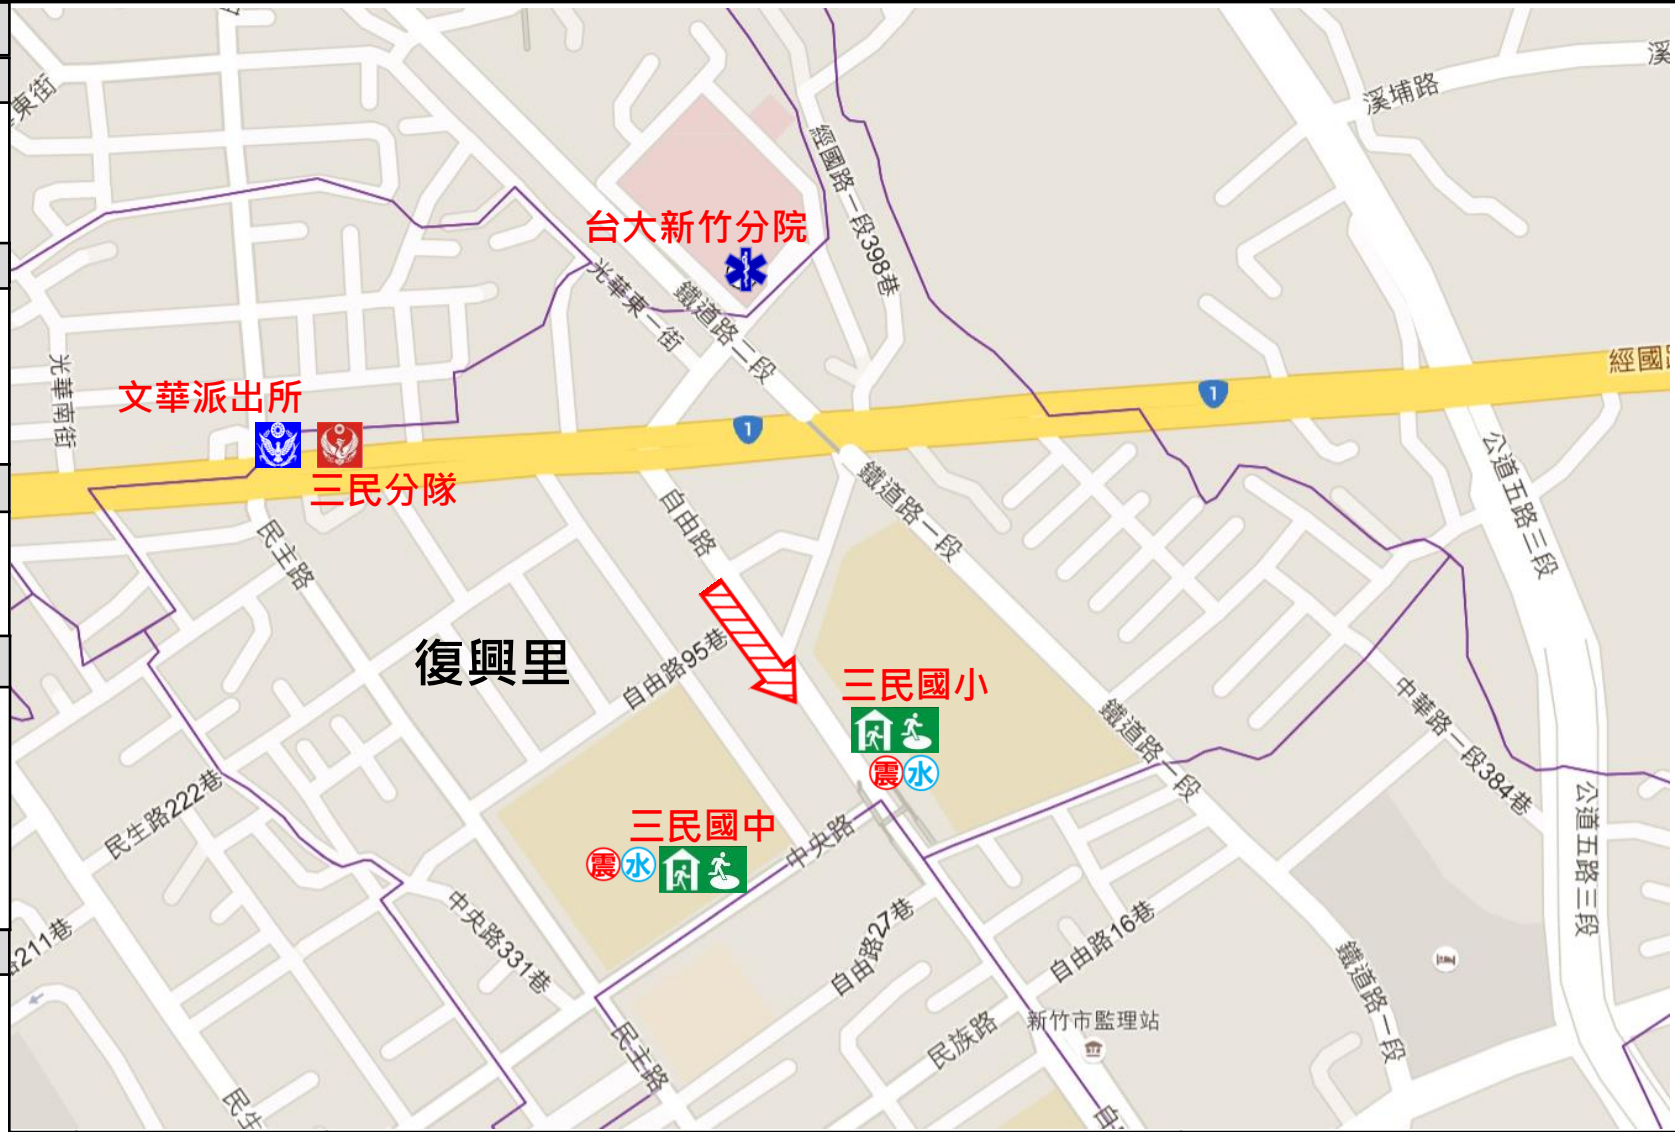 溪埔路
東街
經國路一段398巷
台大新竹分院
光華東一街
鐵道路二段
經國
光華南街
文華派出所
1
1
三民分隊
公道五路三段
鐵道路一段
自由路
民主路
復興里
自由路95巷
三民國小
震 水
中華路一段384巷
鐵道路一段
民生路222巷
三民國中
震 水
中央路
公道五路三段
中央路331巷
自由路27巷
自由路16巷
211巷
鐵道路一段
民族路
新竹市監理站
民主路